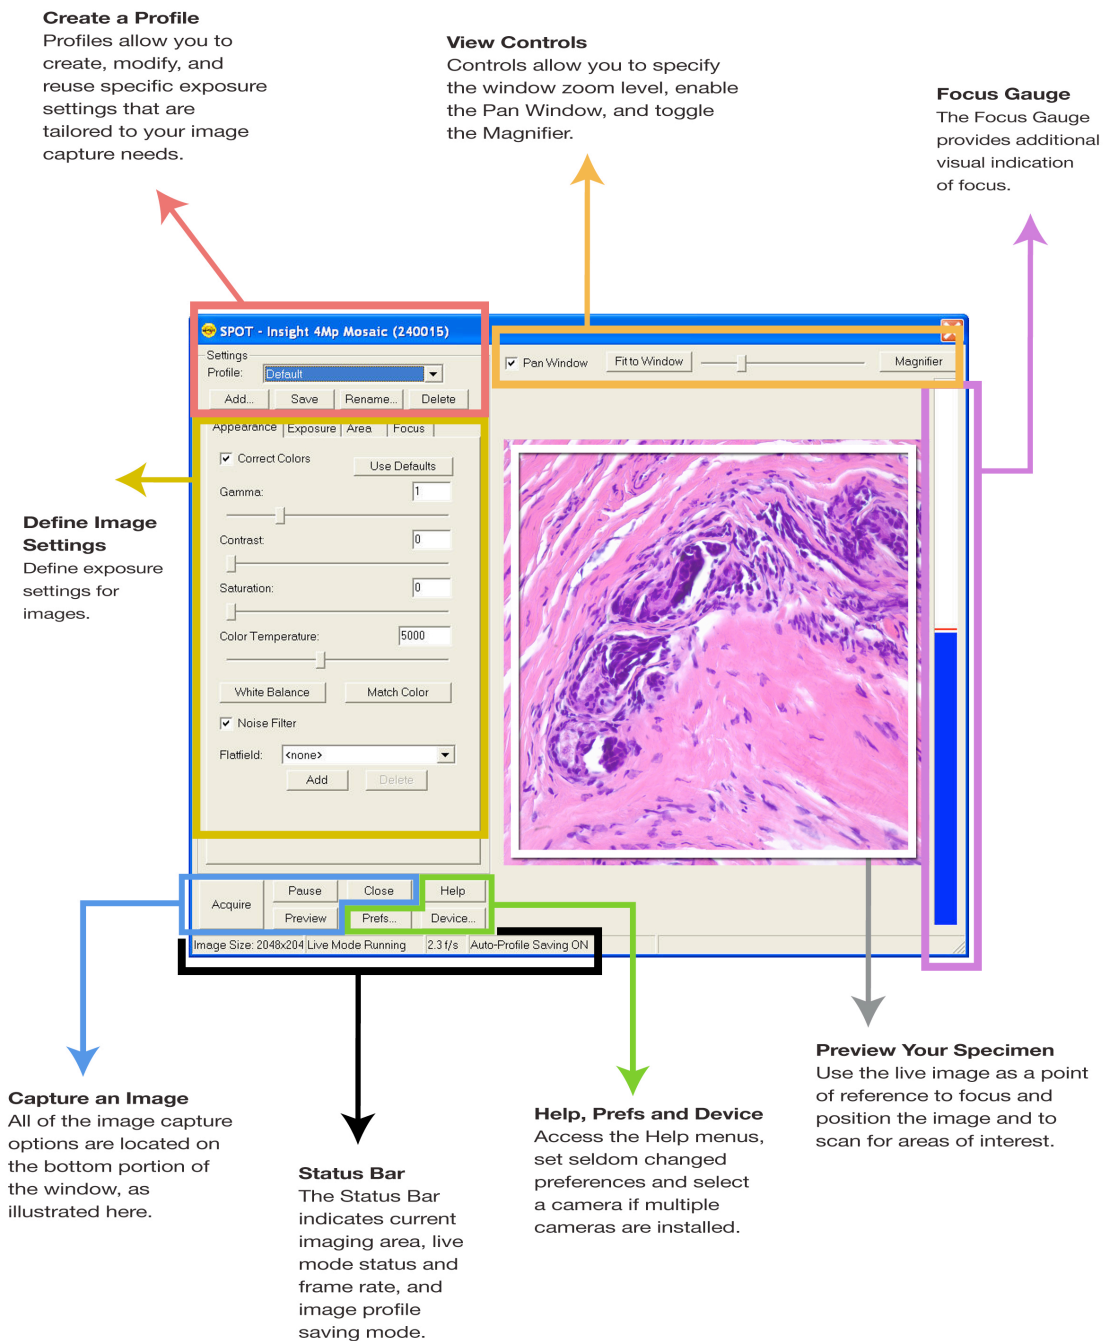 Create a Profile
Profiles allow you to
create, modify, and
reuse specific exposure
settings that are
tailored to your image
capture needs.
View Controls
Controls allow you to specify
the window zoom level, enable
the Pan Window, and toggle
the Magnifier.
Focus Gauge
The Focus Gauge
provides additional
visual indication
of focus.
SPOT - Insight 4Mp Mosaic (240015)
Settings
Profile: Default
Add... Save Rename... Delete
Pan Window Fit to Window Magnifier
Appearance Exposure Area Focus
Correct Colors Use Defaults
Gamma: 1
Contrast: 0
Saturation: 0
Color Temperature: 5000
White Balance Match Color
Noise Filter
Flatfield: <none>
Add Delete
Define Image
Settings
Define exposure
settings for
images.
Acquire Pause Close Help
Preview Prefs... Device...
Image Size: 2048x204 Live Mode Running 2.3 f/s Auto-Profile Saving ON
Capture an Image
All of the image capture
options are located on
the bottom portion of
the window, as
illustrated here.
Status Bar
The Status Bar
indicates current
imaging area, live
mode status and
frame rate, and
image profile
saving mode.
Help, Prefs and Device
Access the Help menus,
set seldom changed
preferences and select
a camera if multiple
cameras are installed.
Preview Your Specimen
Use the live image as a point
of reference to focus and
position the image and to
scan for areas of interest.